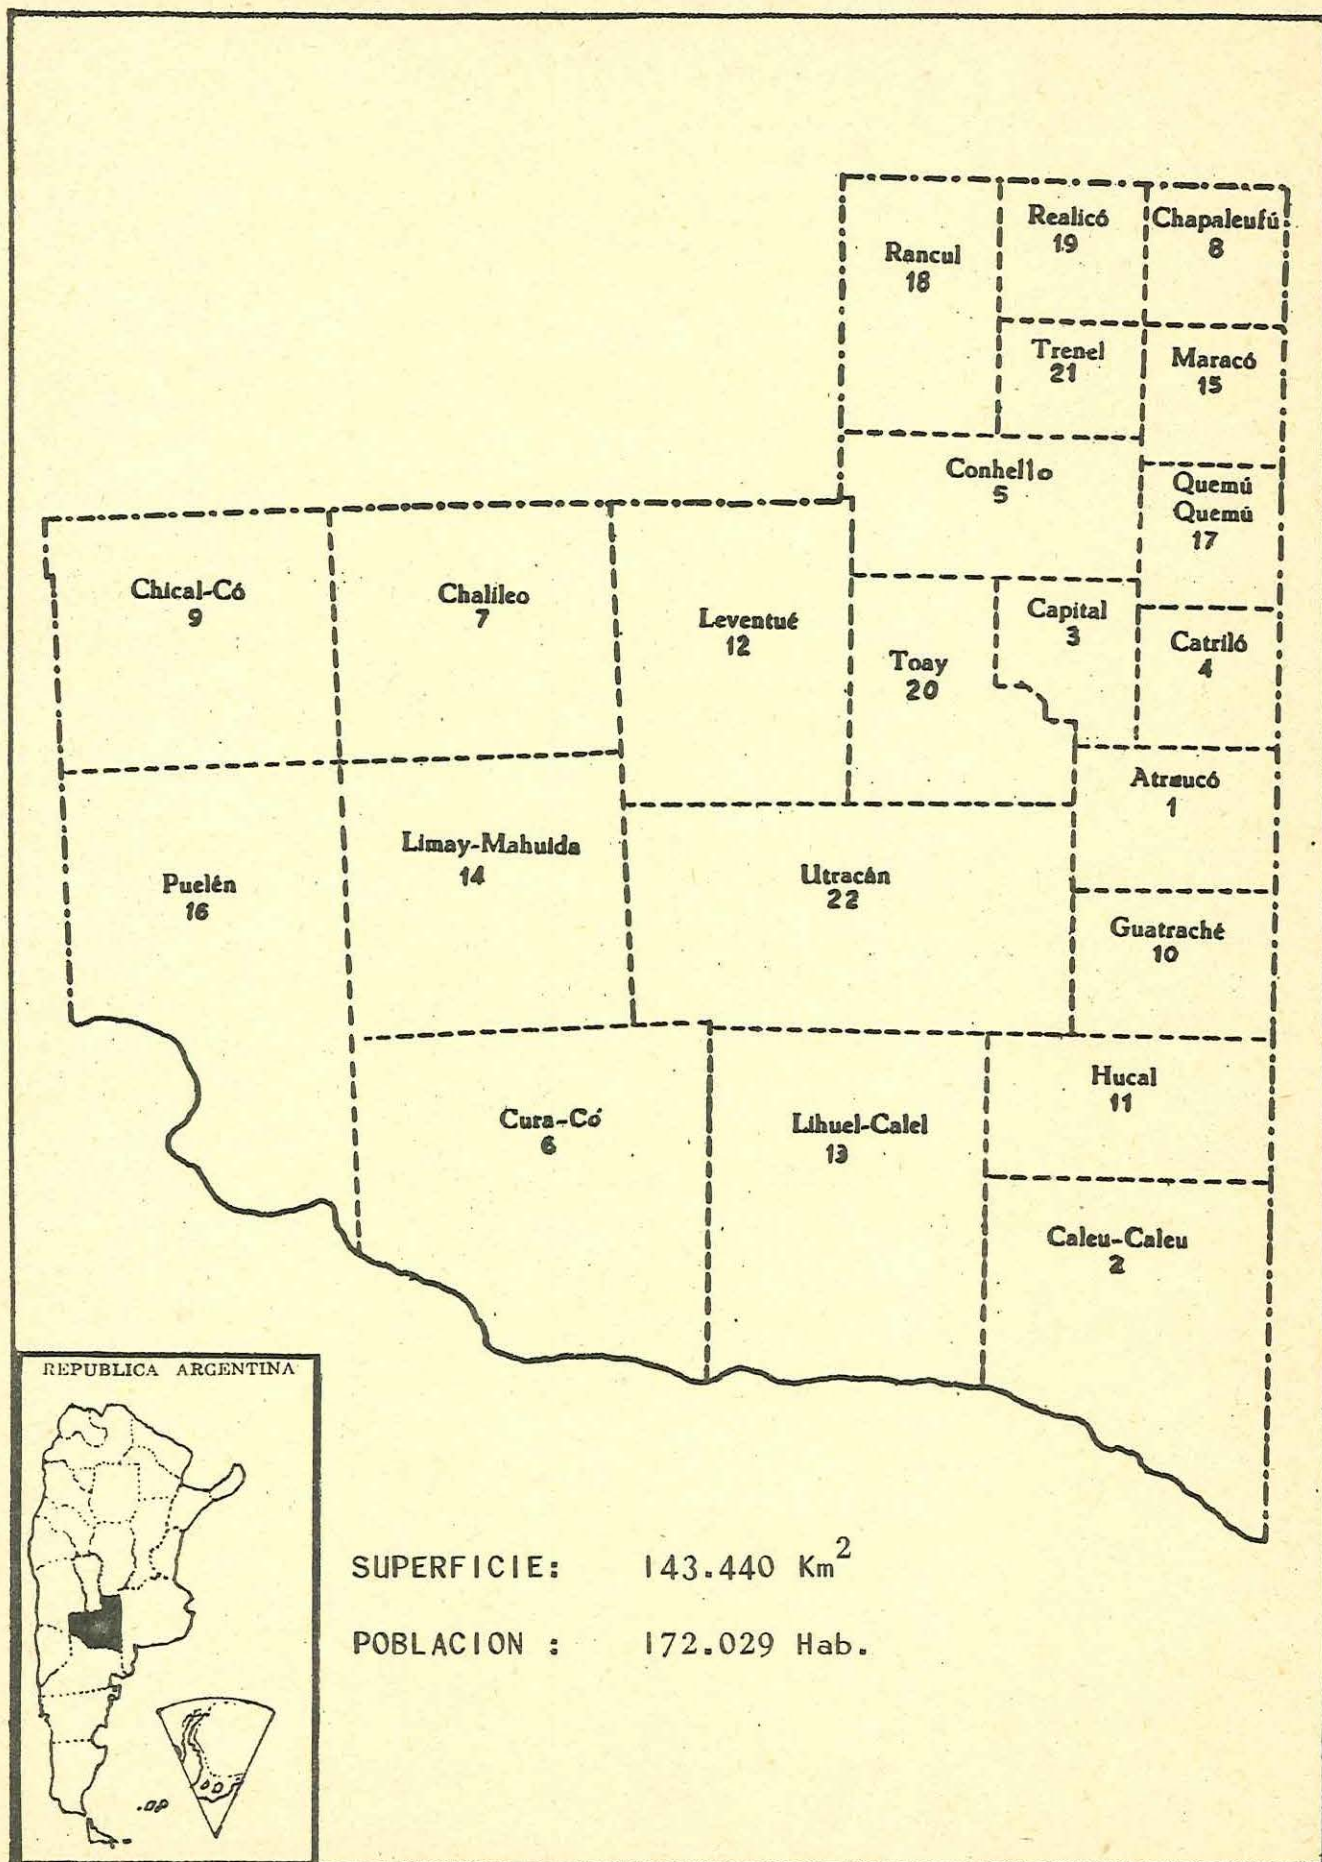 Realicó
19
Chapaleufú
8
Rancul
18
Trenel
21
Maracó
15
Conhello
5
Quemú
Quemú
17
Chical-Có
9
Chalileo
7
Leventué
12
Capital
3
Catriló
4
Toay
20
Atreucó
1
Limay-Mahuida
14
Puelén
16
Utracán
22
Guatraché
10
Hucal
11
Cura-Có
6
Lihuel-Calel
13
Caleu-Caleu
2
REPUBLICA ARGENTINA
SUPERFICIE: 143.440 Km²
POBLACION : 172.029 Hab.